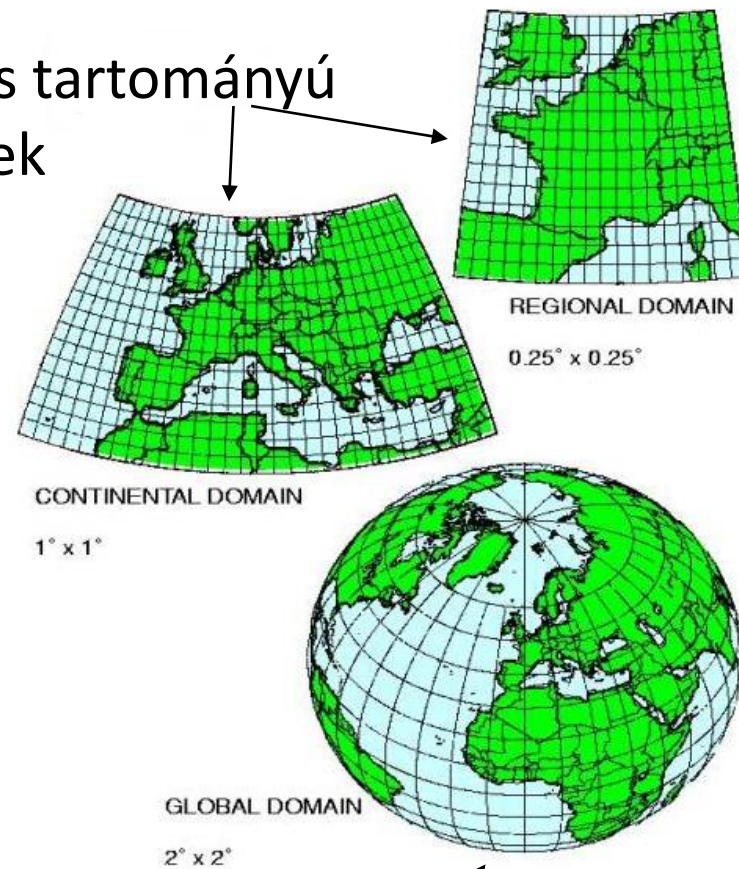 s tartományú
ek
REGIONAL DOMAIN
0.25° x 0.25°
CONTINENTAL DOMAIN
1° x 1°
GLOBAL DOMAIN
2° x 2°